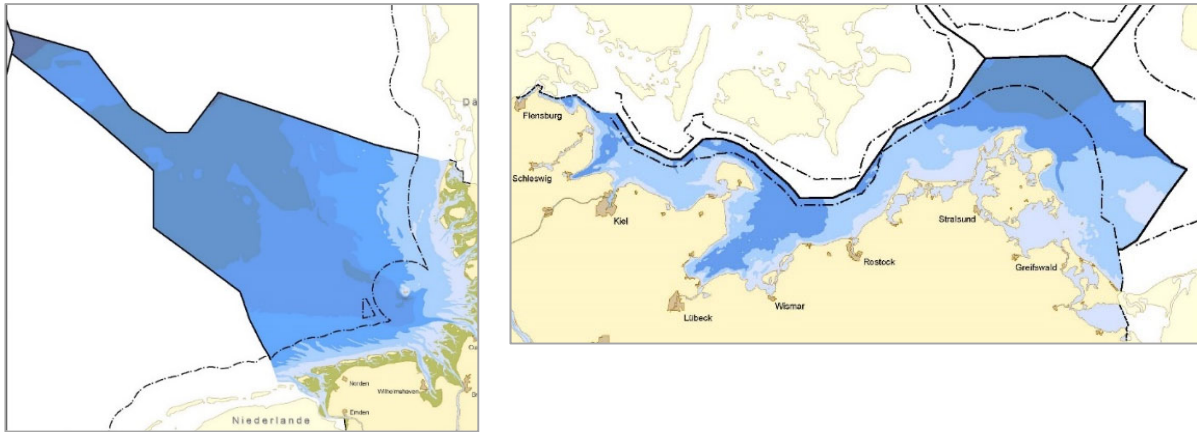 Norden
Wilhelmshaven
Emden
Niederlande
Flensburg
Schleswig
Kiel
Lübeck
Wismar
Rostock
Stralsund
Greifswald